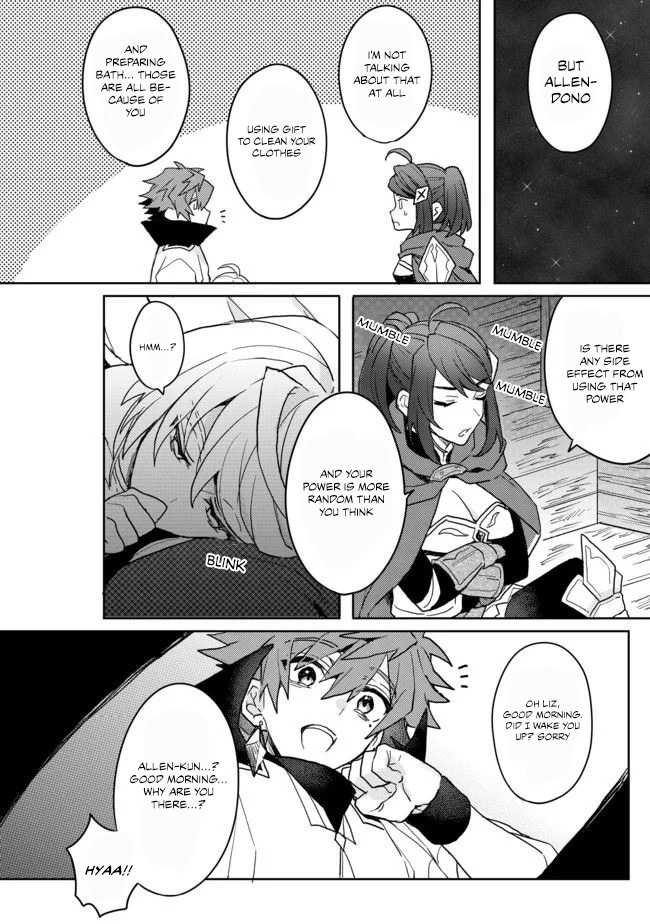 BUT
ALLEN-
DONO
I'M NOT
TALKING
ABOUT THAT
AT ALL
USING GIFT
TO CLEAN YOUR
CLOTHES
AND
PREPARING
BATH... THOSE
ARE ALL BE-
CAUSE OF
YOU
IS THERE
ANY SIDE
EFFECT FROM
USING THAT
POWER
MUMBLE
MUMBLE
MUMBLE
AND YOUR
POWER IS MORE
RANDOM THAN
YOU THINK
HMM...?
BLINK
OH LIZ,
GOOD MORNING.
DID I WAKE YOU
UP? SORRY
ALLEN-KUN...?
GOOD MORNING...
WHY ARE YOU
THERE...?
HYAA!!